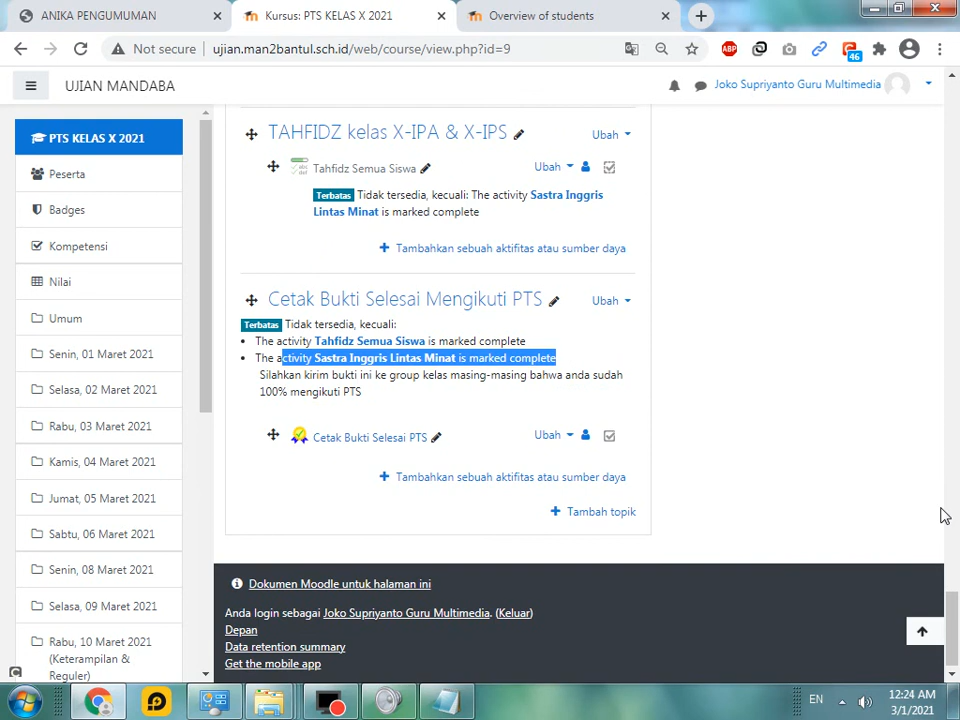 ANIKA PENGUMUMAN
Kursus: PTS KELAS X 2021
Overview of students
Not secure
ujian.man2bantul.sch.id/web/course/view.php?id=9
ABP
46
UJIAN MANDABA
Joko Supriyanto Guru Multimedia
PTS KELAS X 2021
Peserta
Badges
Kompetensi
Nilai
Umum
Senin, 01 Maret 2021
Selasa, 02 Maret 2021
Rabu, 03 Maret 2021
Kamis, 04 Maret 2021
Jumat, 05 Maret 2021
Sabtu, 06 Maret 2021
Senin, 08 Maret 2021
Selasa, 09 Maret 2021
Rabu, 10 Maret 2021
(Keterampilan &
Reguler)
TAHFIDZ kelas X-IPA & X-IPS
Ubah
Tahfidz Semua Siswa
Ubah
Terbatas Tidak tersedia, kecuali: The activity Sastra Inggris
Lintas Minat is marked complete
Tambahkan sebuah aktifitas atau sumber daya
Cetak Bukti Selesai Mengikuti PTS
Ubah
Terbatas Tidak tersedia, kecuali:
The activity Tahfidz Semua Siswa is marked complete
The activity Sastra Inggris Lintas Minat is marked complete
Silahkan kirim bukti ini ke group kelas masing-masing bahwa anda sudah
100% mengikuti PTS
Cetak Bukti Selesai PTS
Ubah
Tambahkan sebuah aktifitas atau sumber daya
Tambah topik
Dokumen Moodle untuk halaman ini
Anda login sebagai Joko Supriyanto Guru Multimedia. (Keluar)
Depan
Data retention summary
Get the mobile app
EN
12:24 AM
3/1/2021